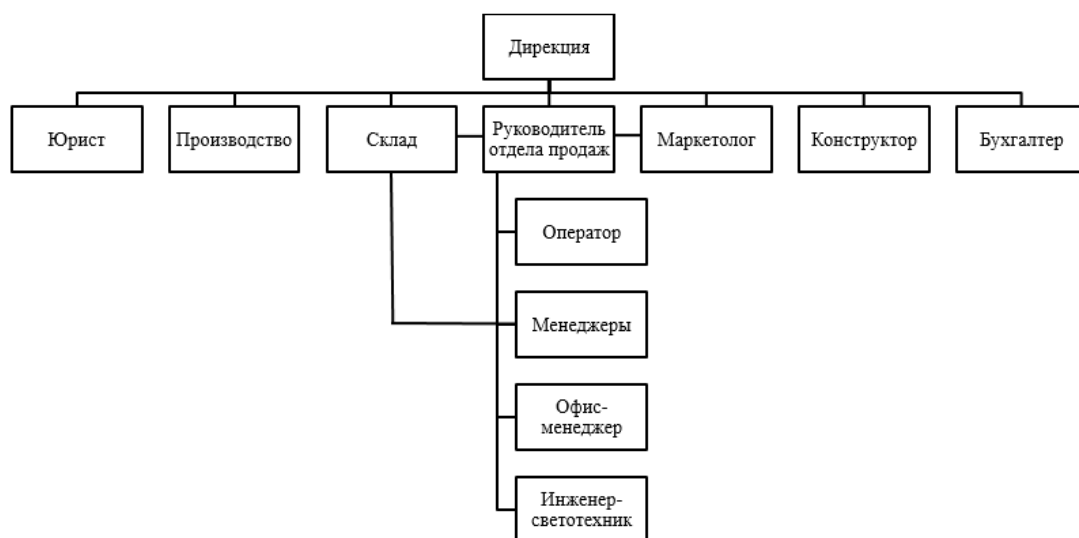 Дирекция
Юрист
Производство
Склад
Руководитель
отдела продаж
Маркетолог
Конструктор
Бухгалтер
Оператор
Менеджеры
Офис-
менеджер
Инженер-
светотехник